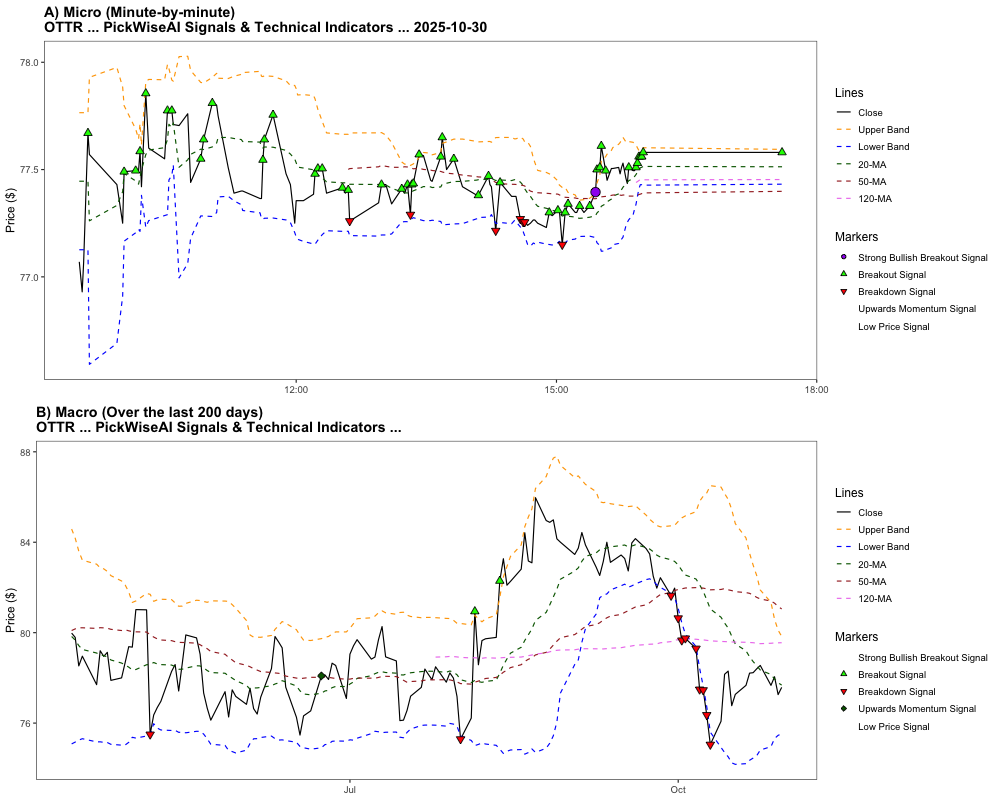 A) Micro (Minute-by-minute)
OTTR ... PickWiseAI Signals & Technical Indicators ... 2025-10-30
Price ($)
78.0
77.5
77.0
12:00
15:00
18:00
Lines
Close
Upper Band
Lower Band
20-MA
50-MA
120-MA
Markers
Strong Bullish Breakout Signal
Breakout Signal
Breakdown Signal
Upwards Momentum Signal
Low Price Signal
B) Macro (Over the last 200 days)
OTTR ... PickWiseAI Signals & Technical Indicators ...
Price ($)
88
84
80
76
Jul
Oct
Lines
Close
Upper Band
Lower Band
20-MA
50-MA
120-MA
Markers
Strong Bullish Breakout Signal
Breakout Signal
Breakdown Signal
Upwards Momentum Signal
Low Price Signal